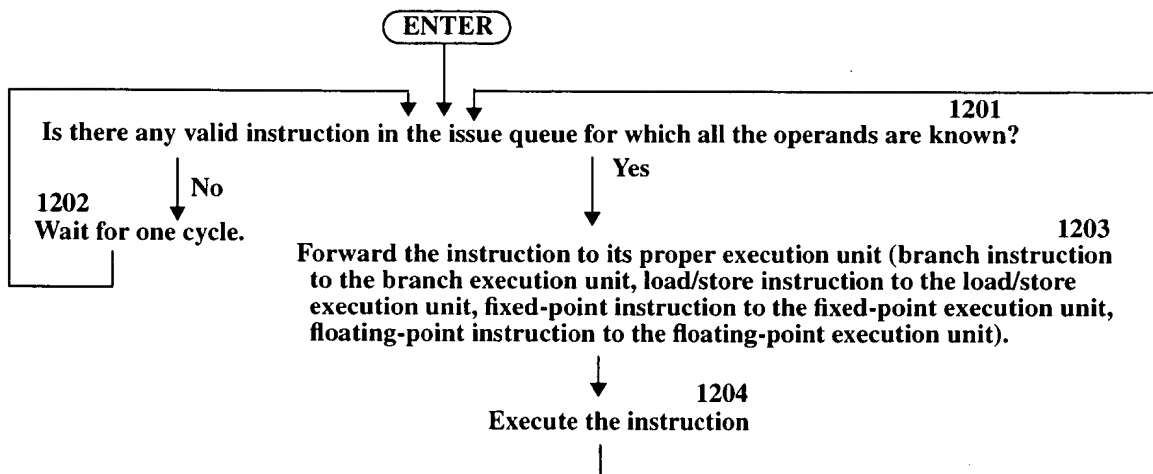 ENTER
1201
Is there any valid instruction in the issue queue for which all the operands are known?
No
Yes
1202
Wait for one cycle.
1203
Forward the instruction to its proper execution unit (branch instruction
to the branch execution unit, load/store instruction to the load/store
execution unit, fixed-point instruction to the fixed-point execution unit,
floating-point instruction to the floating-point execution unit).
1204
Execute the instruction